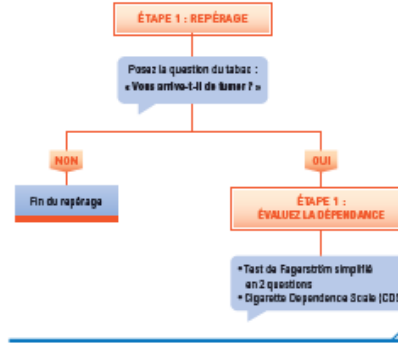 ÉTAPE 1 : REPÉRAGE
Posez la question du tabac :
« Vous arrive-t-il de fumer ? »
NON
OUI
Fin du repérage
ÉTAPE 1 :
ÉVALUEZ LA DÉPENDANCE
• Test de Fagerström simplifié
en 2 questions
• Cigarette Dependence Scale (CDS